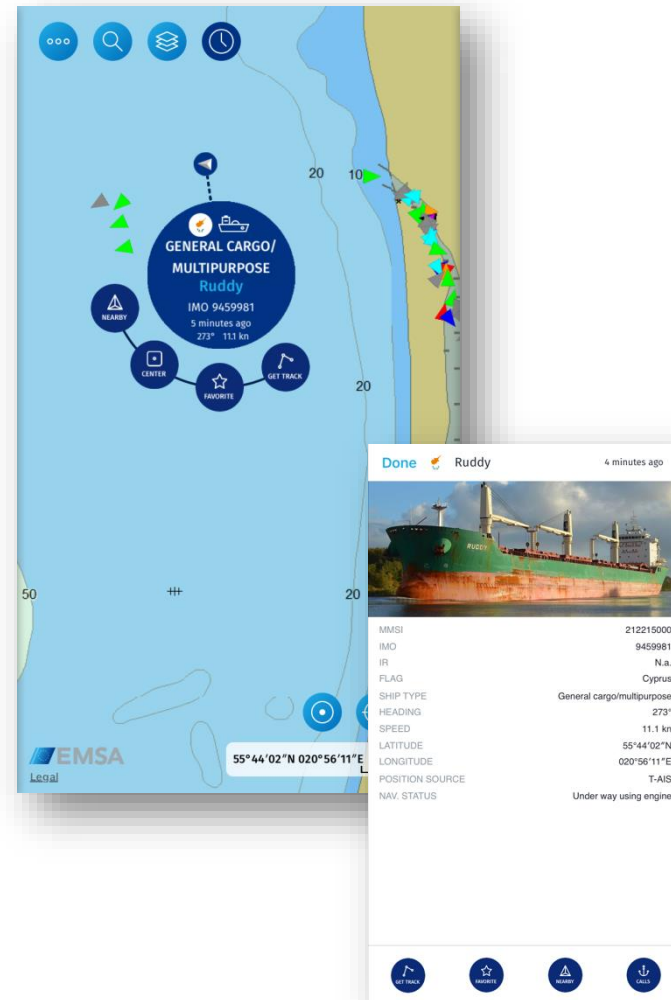 20
10
GENERAL CARGO/
MULTIPURPOSE
Ruddy
IMO 9459981
5 minutes ago
273° 11.1 kn
NEARBY
CENTER
FAVORITE
GET TRACK
20
50
20
EMSA
Legal
55°44'02"N 020°56'11"E
Done Ruddy 4 minutes ago
RUDDY
MMSI 212215000
IMO 9459981
IR N.a.
FLAG Cyprus
SHIP TYPE General cargo/multipurpose
HEADING 273°
SPEED 11.1 kn
LATITUDE 55°44'02"N
LONGITUDE 020°56'11"E
POSITION SOURCE T-AIS
NAV. STATUS Under way using engine
GET TRACK FAVORITE NEARBY CALLS